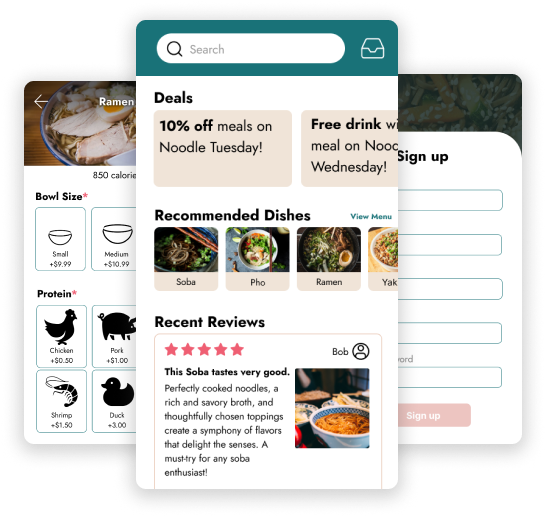 Search
Deals
10% off meals on
Noodle Tuesday!
Free drink wi
meal on Nooc
Wednesday!
Recommended Dishes
View Menu
Soba
Pho
Ramen
Yak
Recent Reviews
Bob
This Soba tastes very good.
Perfectly cooked noodles, a
rich and savory broth, and
thoughtfully chosen toppings
create a symphony of flavors
that delight the senses. A
must-try for any soba
enthusiast!
Ramen
850 calorie
Bowl Size*
Small
+$9.99
Medium
+$10.99
Protein*
Chicken
+$0.50
Pork
+$1.00
Shrimp
+$1.50
Duck
+3.00
Sign up
word
Sign up